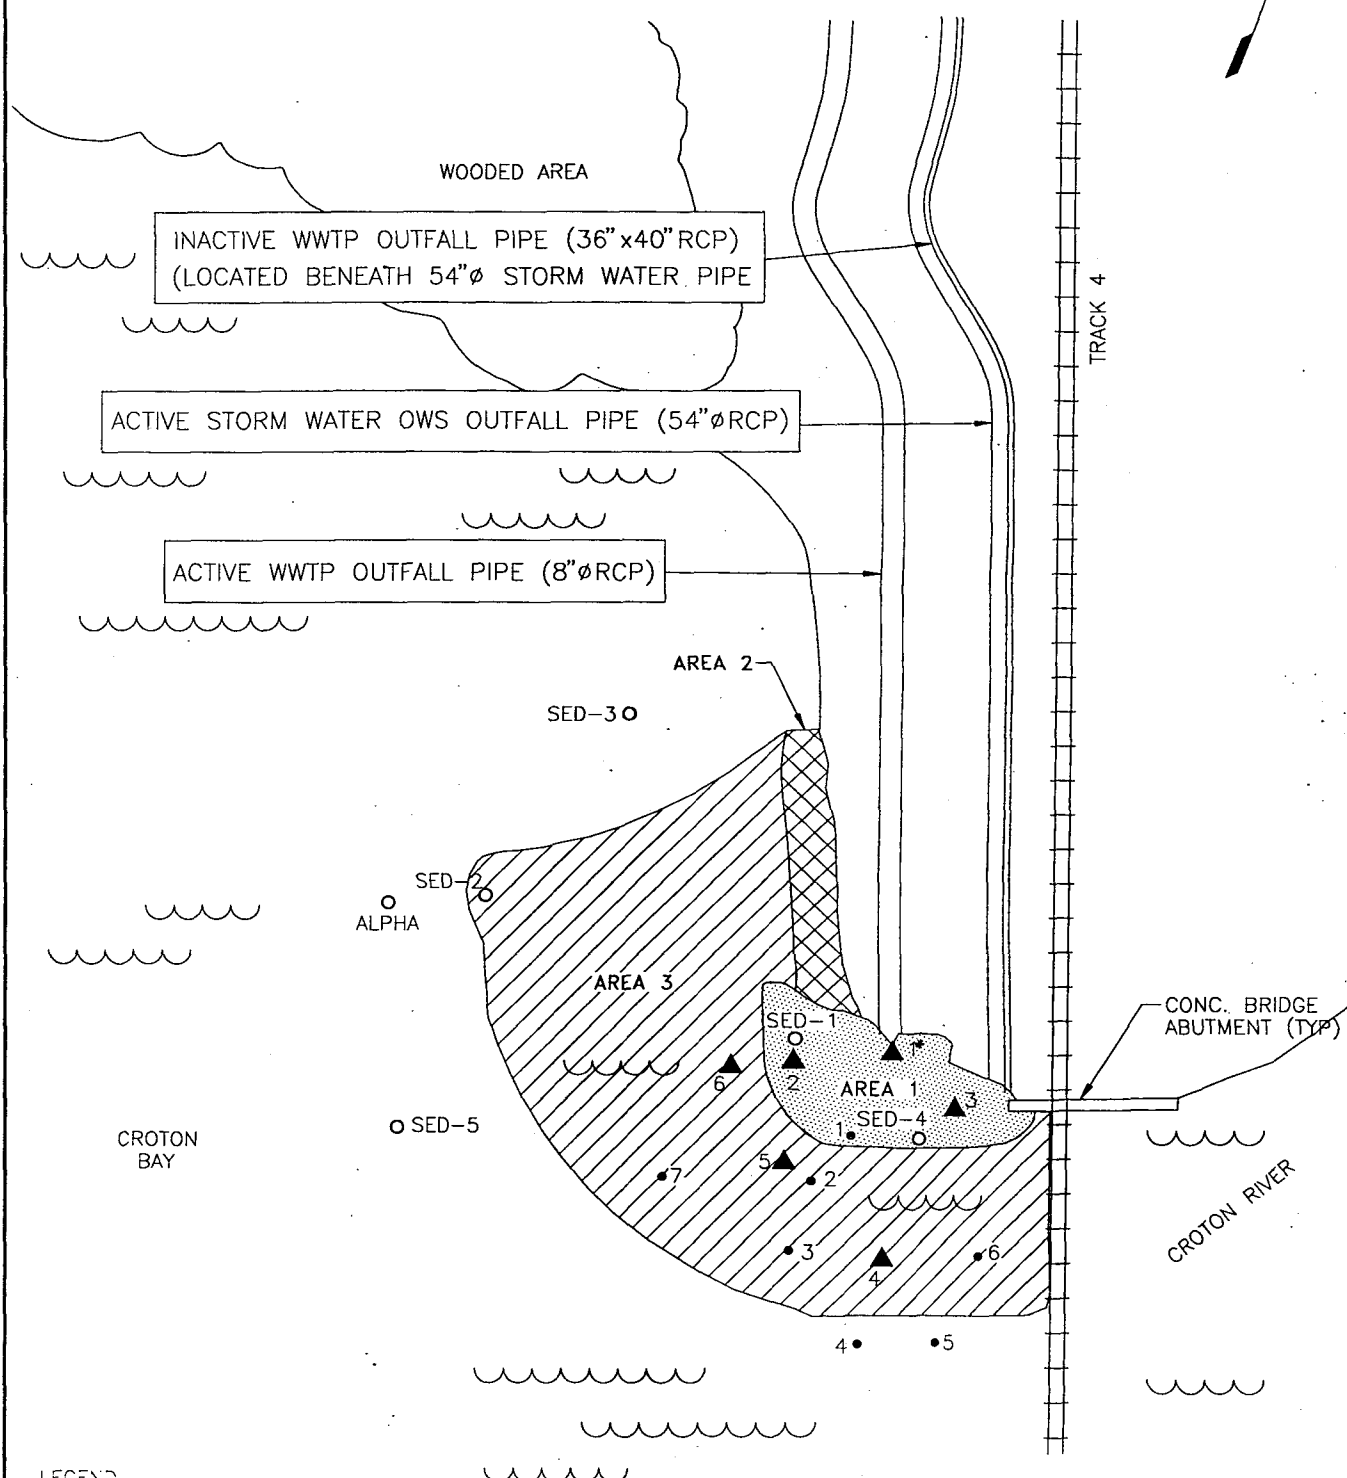 WOODED AREA
INACTIVE WWTP OUTFALL PIPE (36"x40"RCP)
(LOCATED BENEATH 54"ø STORM WATER PIPE
TRACK 4
ACTIVE STORM WATER OWS OUTFALL PIPE (54"øRCP)
ACTIVE WWTP OUTFALL PIPE (8"øRCP)
AREA 2
SED-3
SED-2
ALPHA
AREA 3
CONC. BRIDGE
ABUTMENT (TYP)
SED-1
1*
2
6
AREA 1
3
SED-4
1
SED-5
CROTON
BAY
5
2
7
CROTON RIVER
3
4
6
4
5
LEGEND